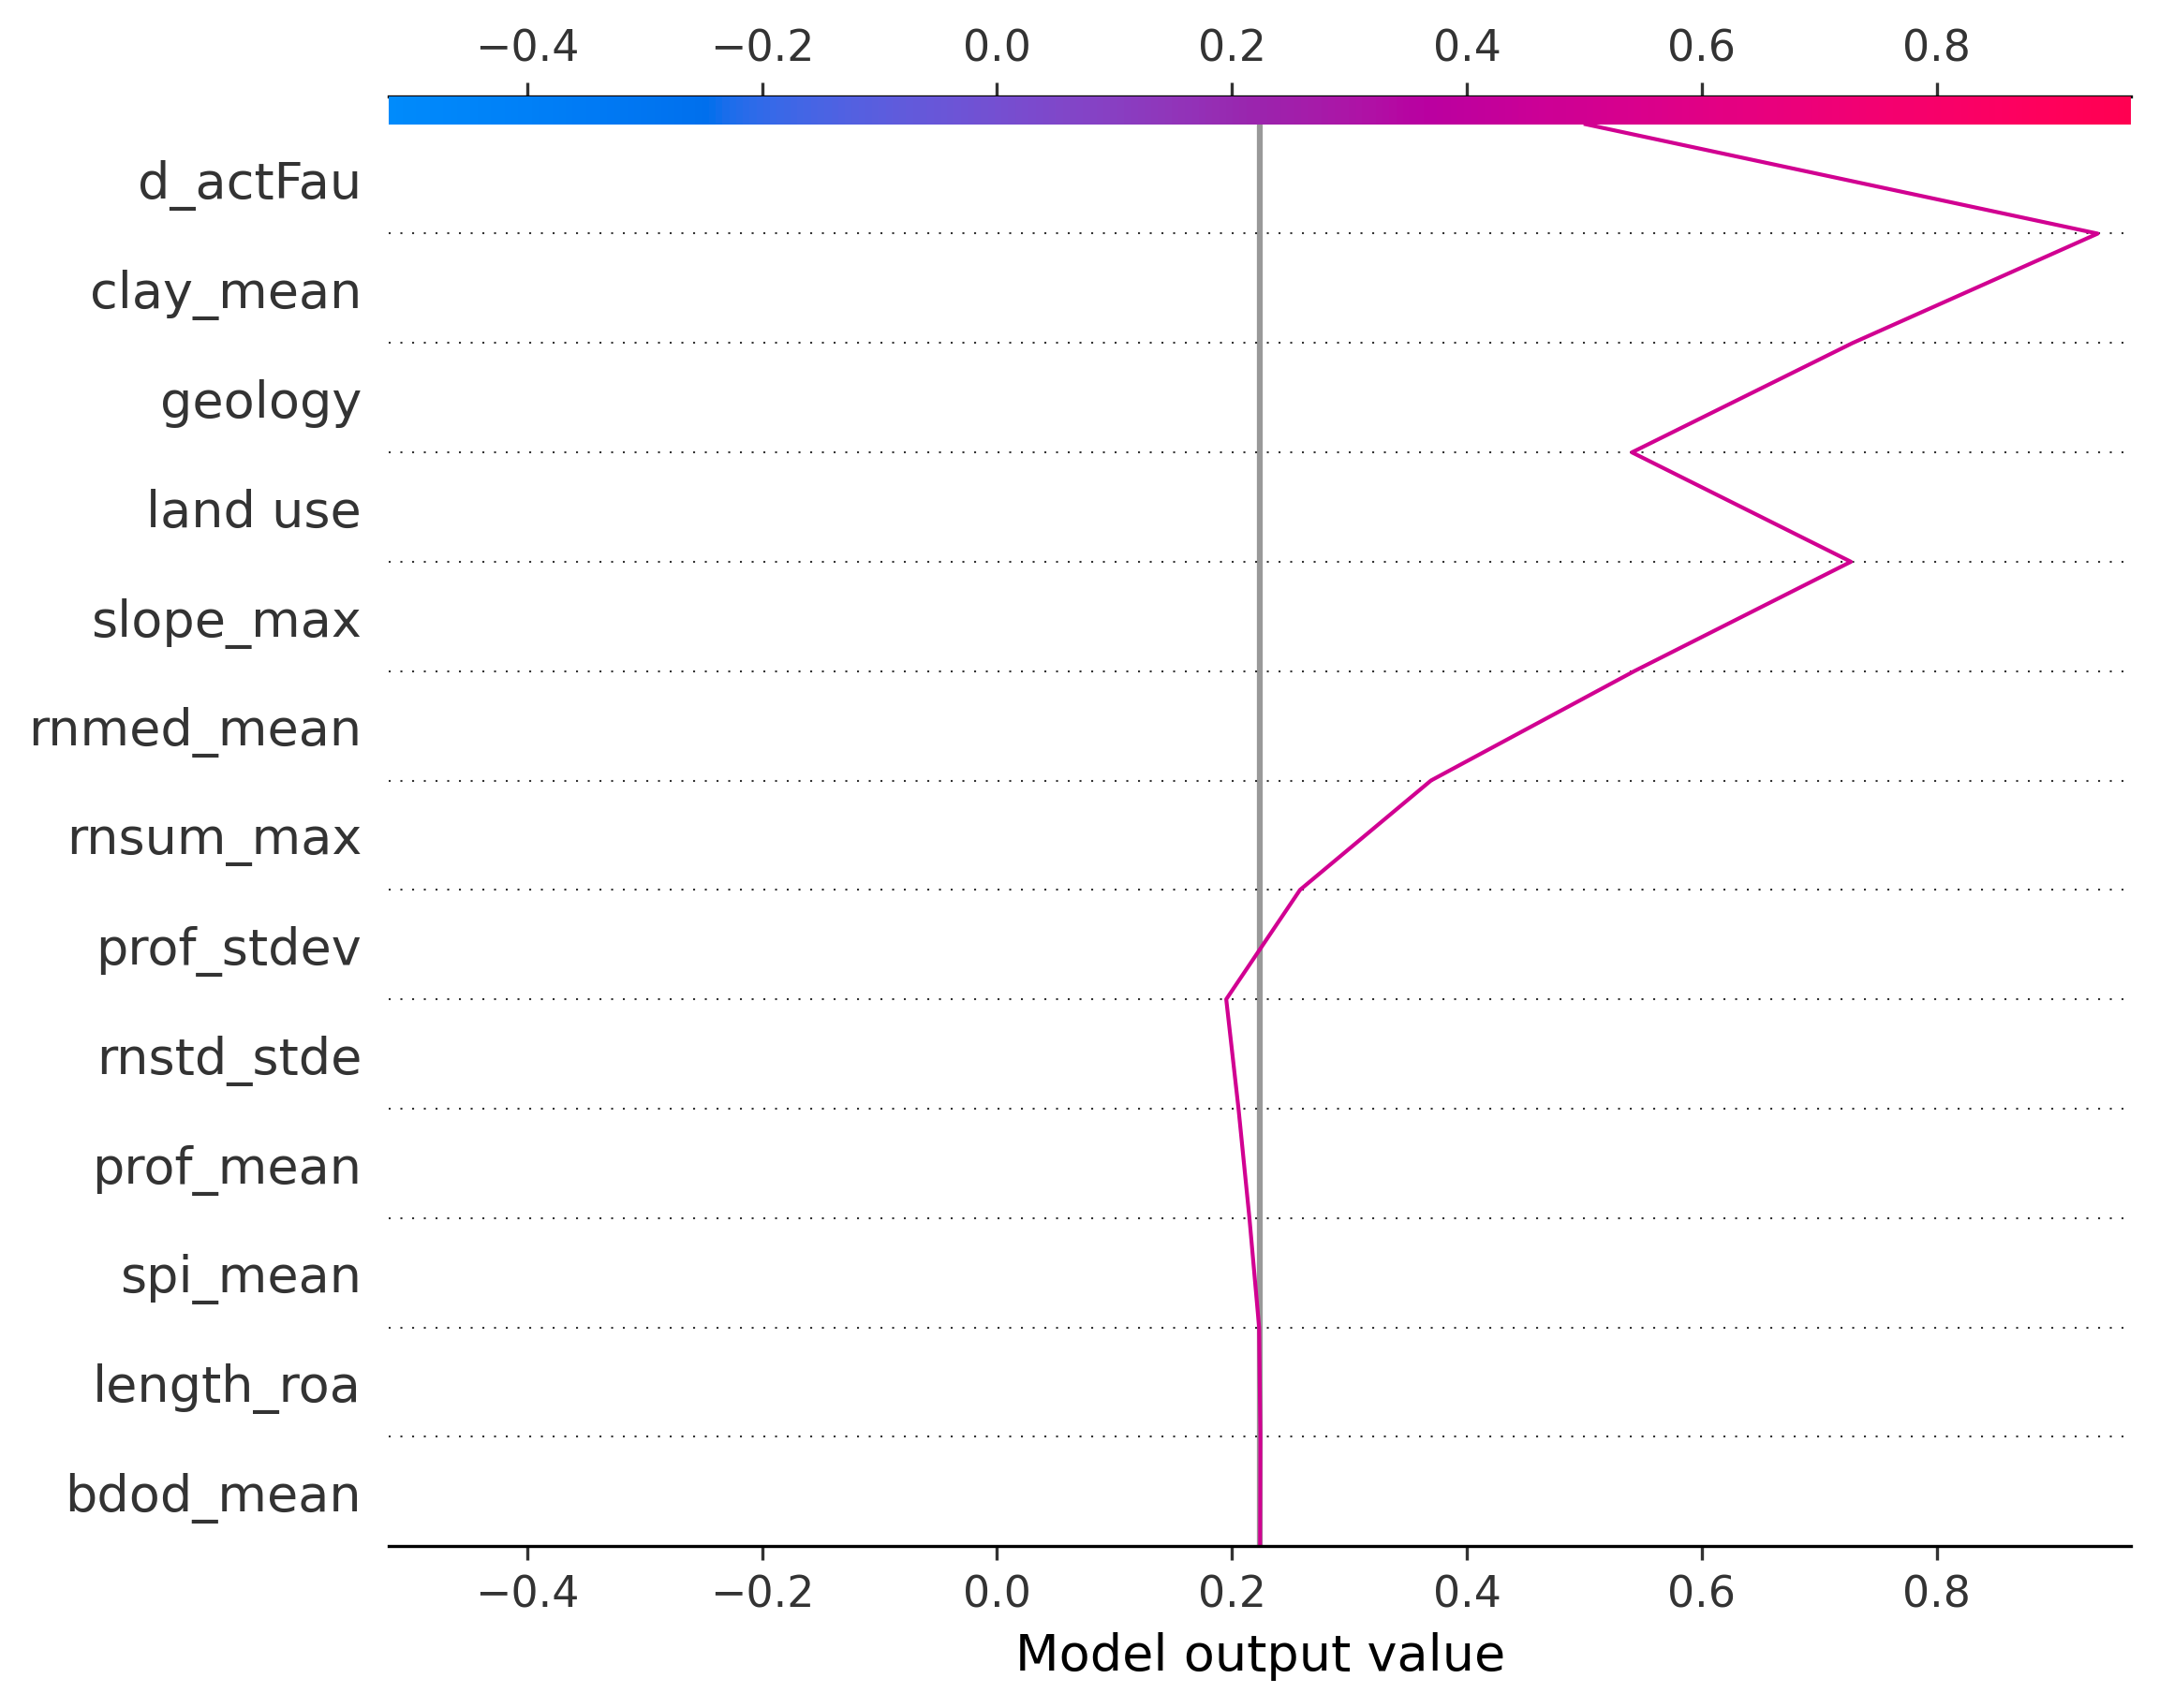 −0.4 −0.2 0.0 0.2 0.4 0.6 0.8
d_actFau
clay_mean
geology
land use
slope_max
rnmed_mean
rnsum_max
prof_stdev
rnstd_stde
prof_mean
spi_mean
length_roa
bdod_mean
−0.4 −0.2 0.0 0.2 0.4 0.6 0.8
Model output value